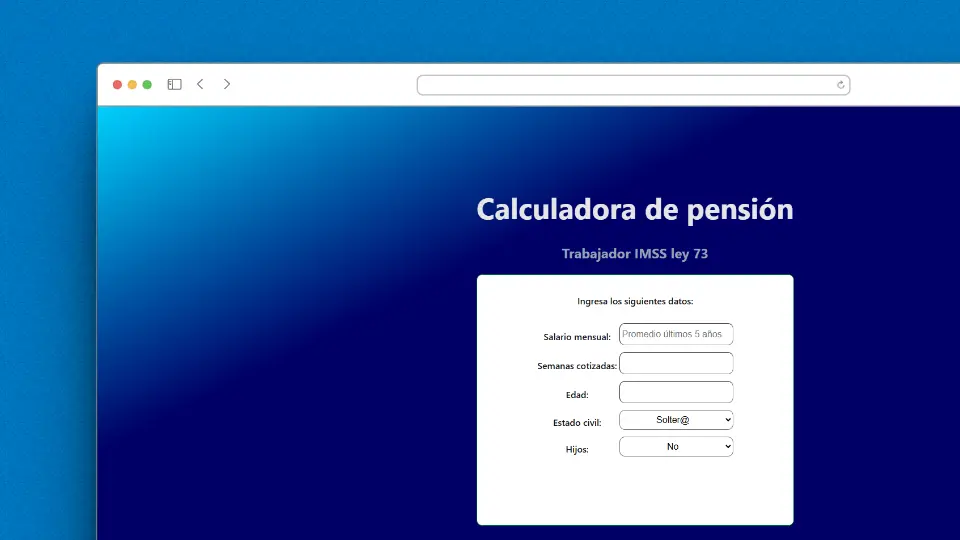 Calculadora de pensión
Trabajador IMSS ley 73
Ingresa los siguientes datos:
Salario mensual: Promedio últimos 5 años
Semanas cotizadas:
Edad:
Estado civil: Solter@
Hijos: No